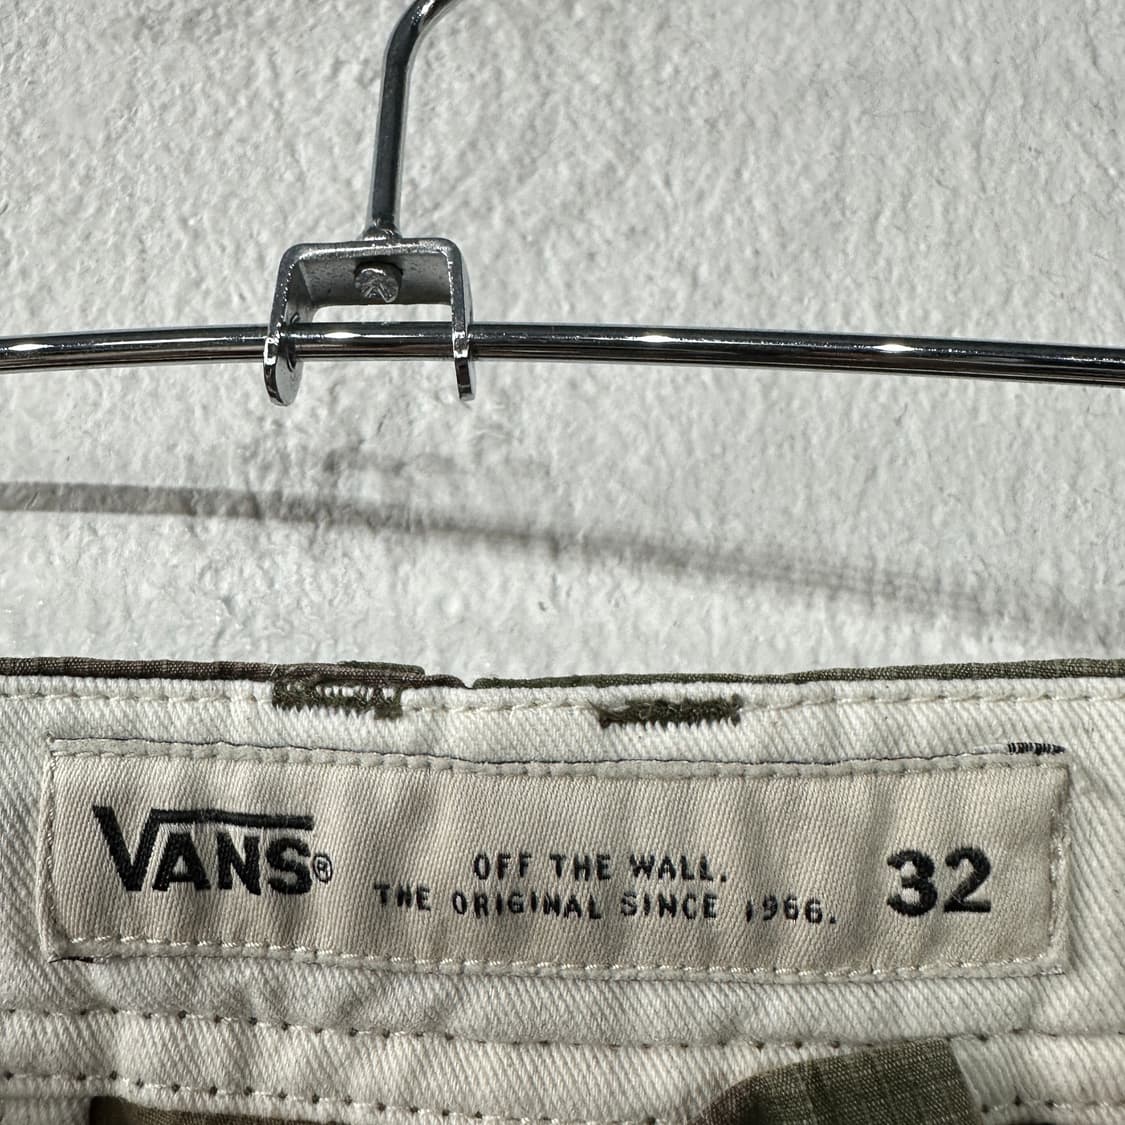 VANS®
OFF THE WALL.
THE ORIGINAL SINCE 1966.
32